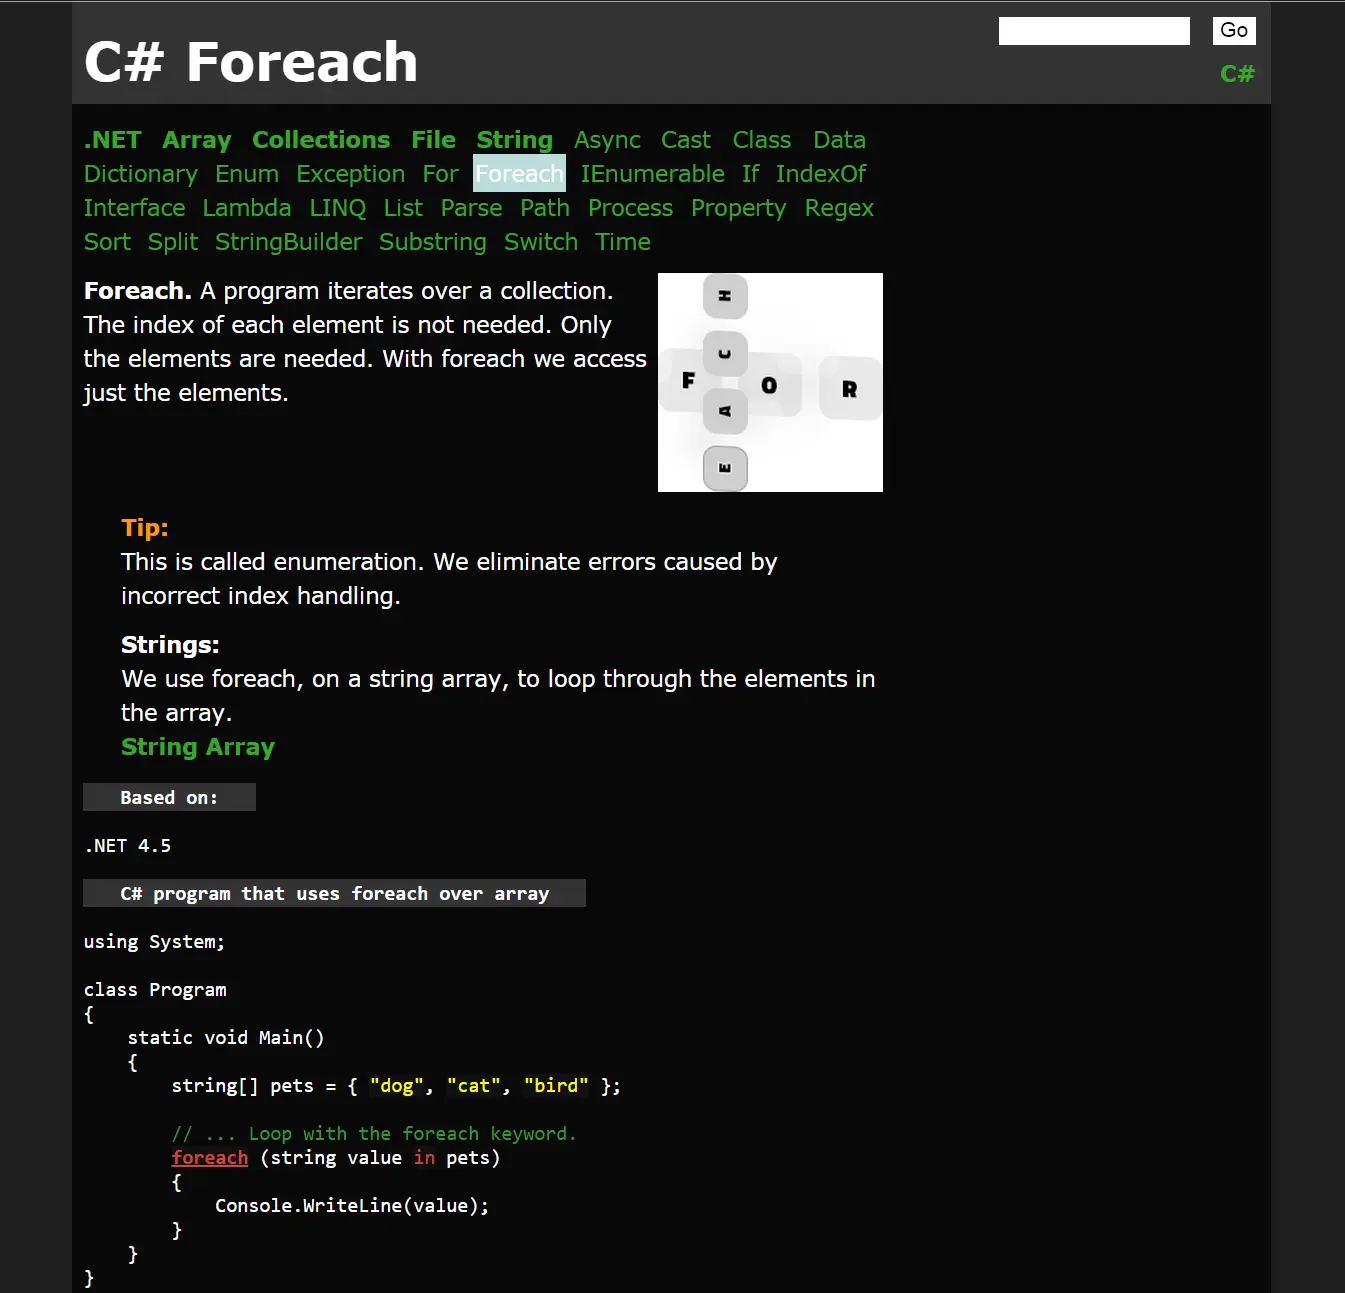 Go
C# Foreach
C#
.NET Array Collections File String Async Cast Class Data
Dictionary Enum Exception For Foreach IEnumerable If IndexOf
Interface Lambda LINQ List Parse Path Process Property Regex
Sort Split StringBuilder Substring Switch Time
Foreach. A program iterates over a collection.
The index of each element is not needed. Only
the elements are needed. With foreach we access
just the elements.
H
C
F O R
A
E
Tip:
This is called enumeration. We eliminate errors caused by
incorrect index handling.
Strings:
We use foreach, on a string array, to loop through the elements in
the array.
String Array
Based on:
.NET 4.5
C# program that uses foreach over array
using System;
class Program
{
    static void Main()
    {
        string[] pets = { "dog", "cat", "bird" };
        // ... Loop with the foreach keyword.
        foreach (string value in pets)
        {
            Console.WriteLine(value);
        }
    }
}